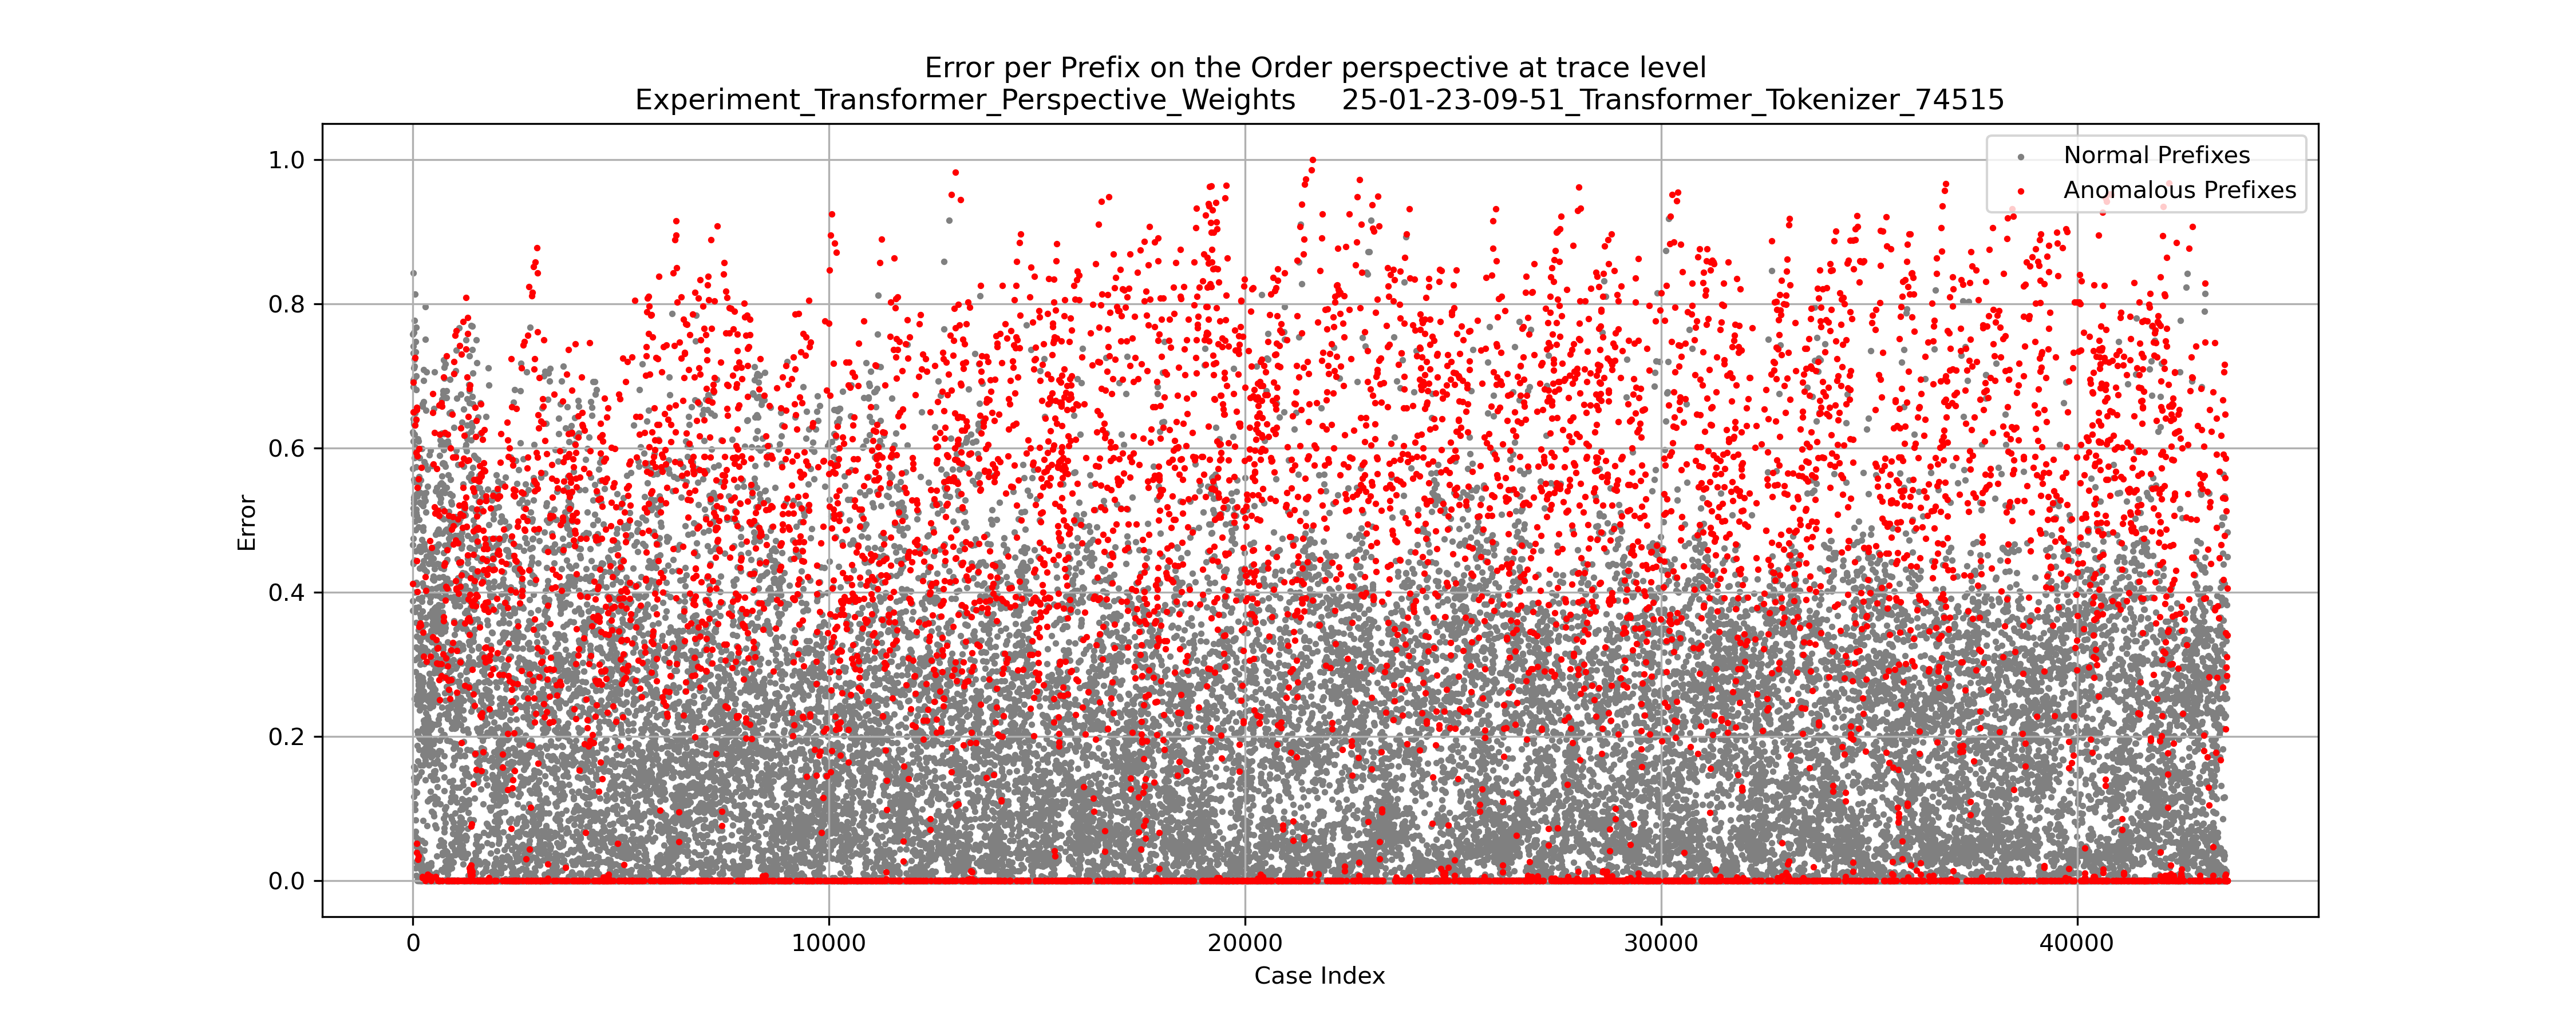 Error per Prefix on the Order perspective at trace level
Experiment_Transformer_Perspective_Weights 25-01-23-09-51_Transformer_Tokenizer_74515
Normal Prefixes
Anomalous Prefixes
1.0
0.8
0.6
0.4
0.2
0.0
Error
0 10000 20000 30000 40000
Case Index